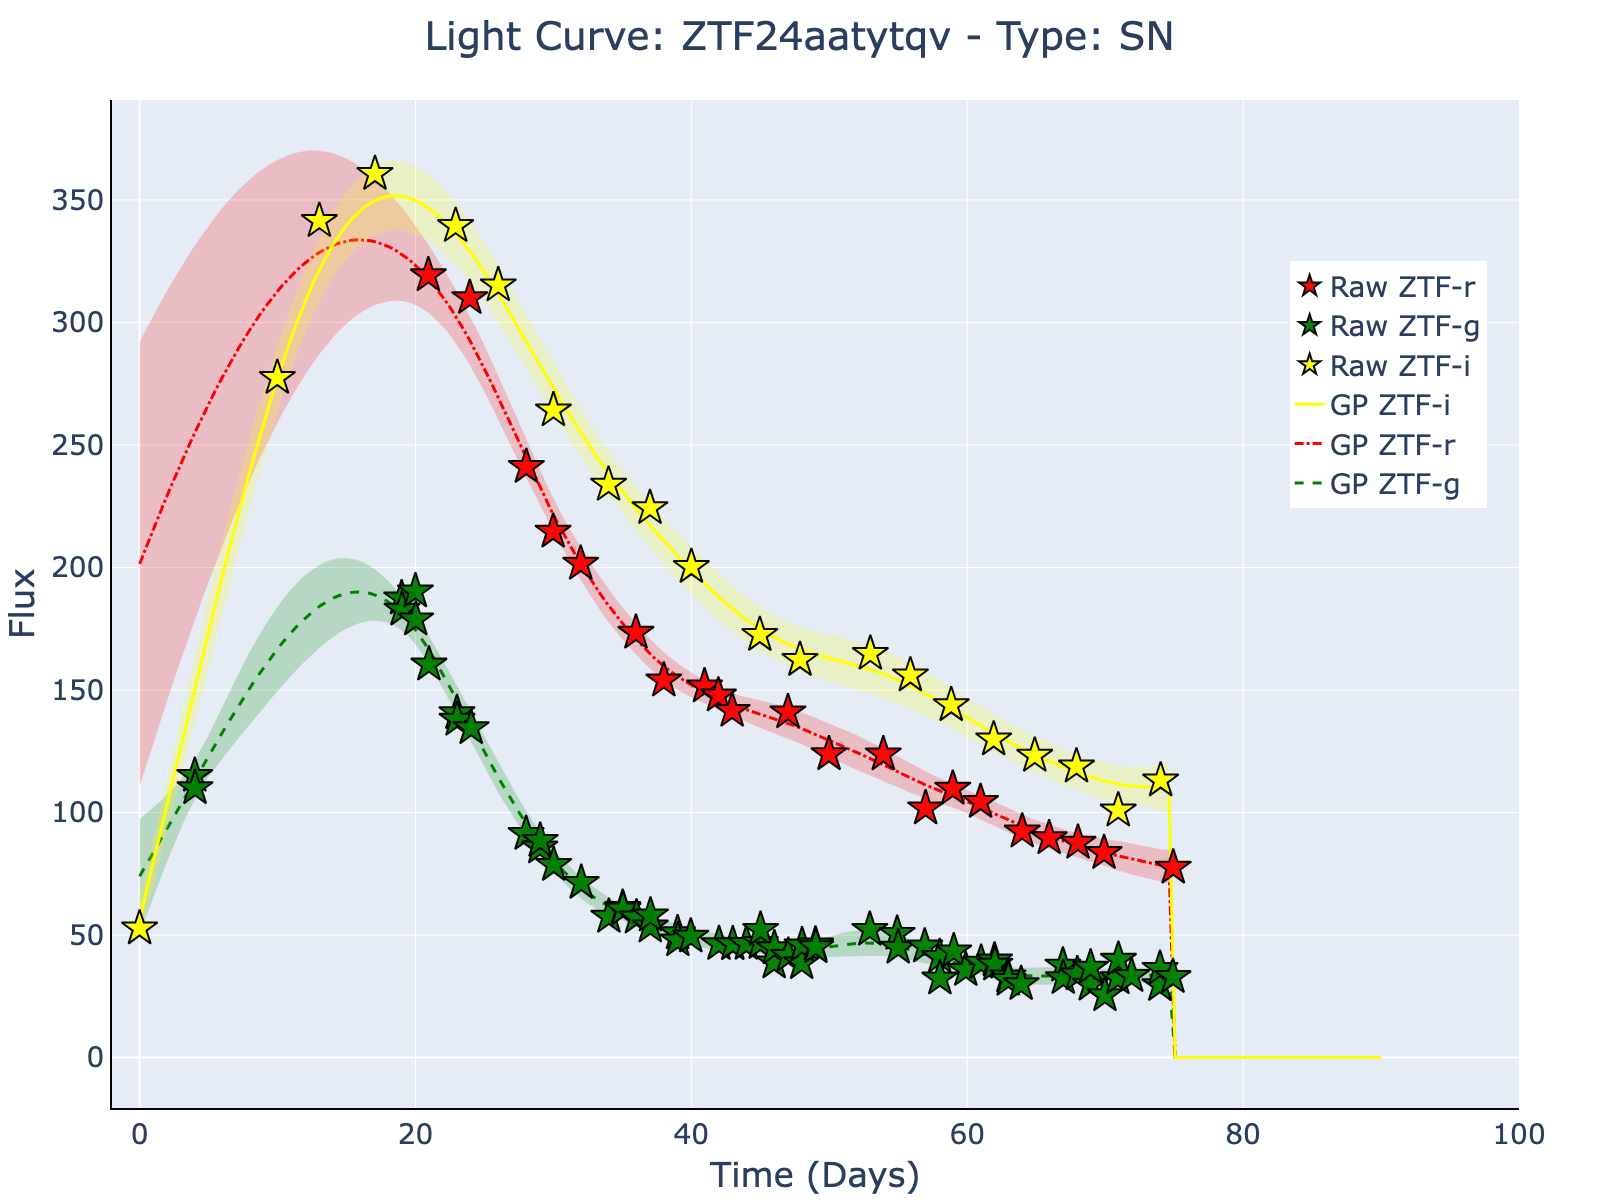 Light Curve: ZTF24aatytqv - Type: SN
350
300
250
200
150
100
50
0
Flux
Raw ZTF-r
Raw ZTF-g
Raw ZTF-i
GP ZTF-i
GP ZTF-r
GP ZTF-g
0 20 40 60 80 100
Time (Days)